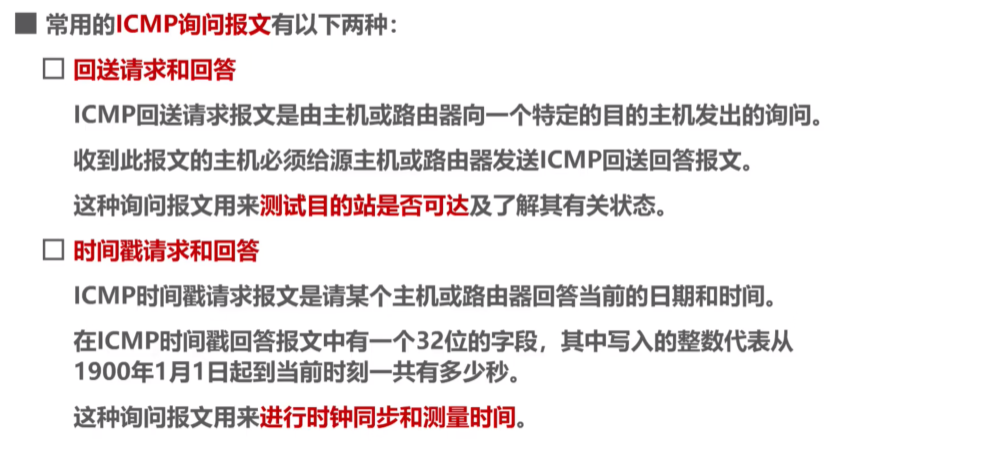 常用的ICMP询问报文有以下两种：
回送请求和回答
ICMP回送请求报文是由主机或路由器向一个特定的目的主机发出的询问。
收到此报文的主机必须给源主机或路由器发送ICMP回送回答报文。
这种询问报文用来测试目的站是否可达及了解其有关状态。
时间戳请求和回答
ICMP时间戳请求报文是请某个主机或路由器回答当前的日期和时间。
在ICMP时间戳回答报文中有一个32位的字段，其中写入的整数代表从
1900年1月1日起到当前时刻一共有多少秒。
这种询问报文用来进行时钟同步和测量时间。